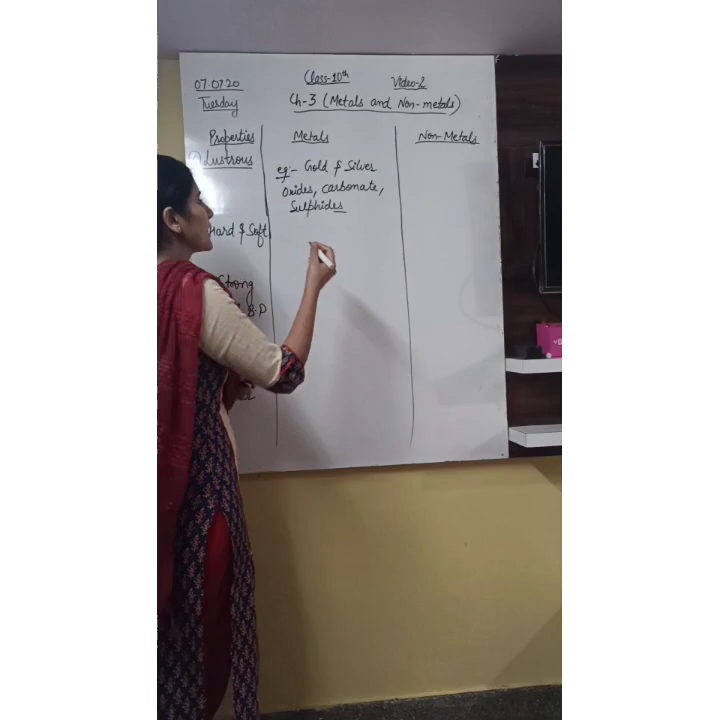 07.07.20
Class-10th
Video-2
Tuesday
Ch-3 (Metals and Non-metals)
Properties
Metals
Non-Metals
Lustrous
eg:- Gold & Silver
Oxides, Carbonate,
Sulphides
Hard & Soft
Strong
B.D